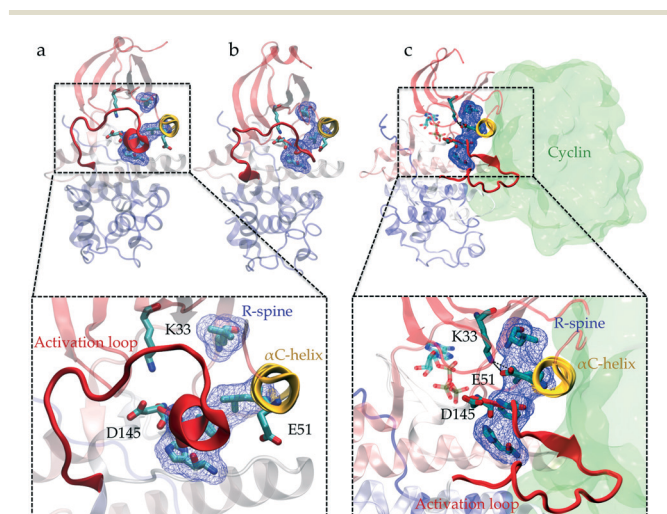 a
b
c
Cyclin
K33
R-spine
Activation loop
αC-helix
D145
E51
K33
R-spine
αC-helix
E51
D145
Activation loop